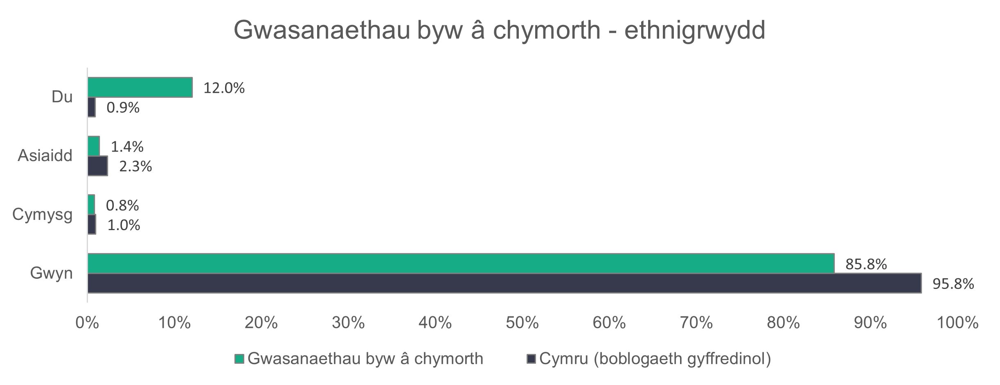 Gwasanaethau byw â chymorth - ethnigrwydd
Du
12.0%
0.9%
Asiaidd
1.4%
2.3%
Cymysg
0.8%
1.0%
Gwyn
85.8%
95.8%
0% 10% 20% 30% 40% 50% 60% 70% 80% 90% 100%
Gwasanaethau byw â chymorth Cymru (boblogaeth gyffredinol)